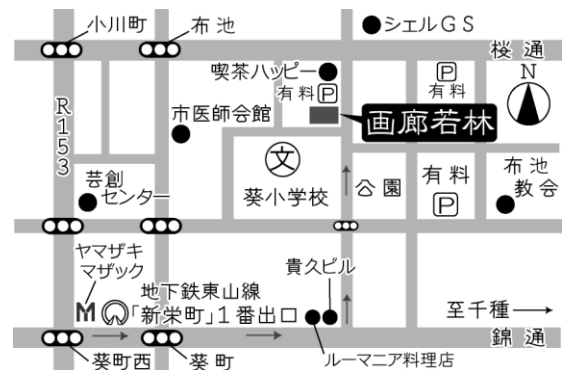 小川町
布池
シェルGS
桜通
喫茶ハッピー
有料P
P
有料
N
R153
市医師会館
画廊若林
文
葵小学校
公園
有料
P
布池
教会
芸創
センター
ヤマザキ
マザック
M
地下鉄東山線
「新栄町」1番出口
貴久ビル
至千種
錦通
葵町西
葵町
ルーマニア料理店